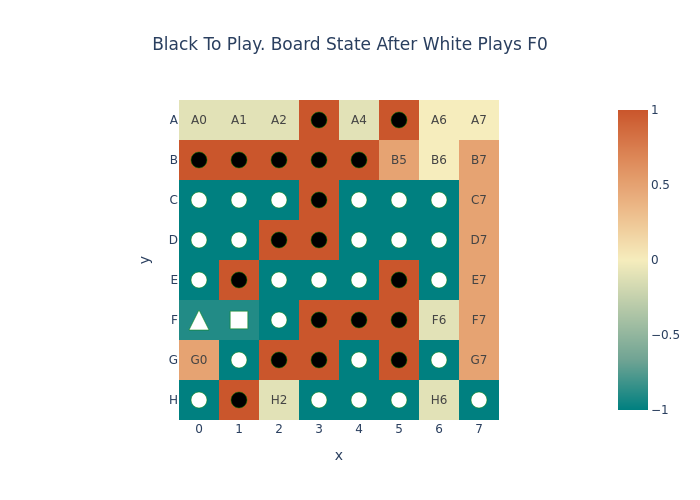 Black To Play. Board State After White Plays F0
A A0 A1 A2 A4 A6 A7
B B5 B6 B7
C C7
D D7
E E7
F F6 F7
G G0 G7
H H2 H6
0 1 2 3 4 5 6 7
x
y
1
0.5
0
−0.5
−1